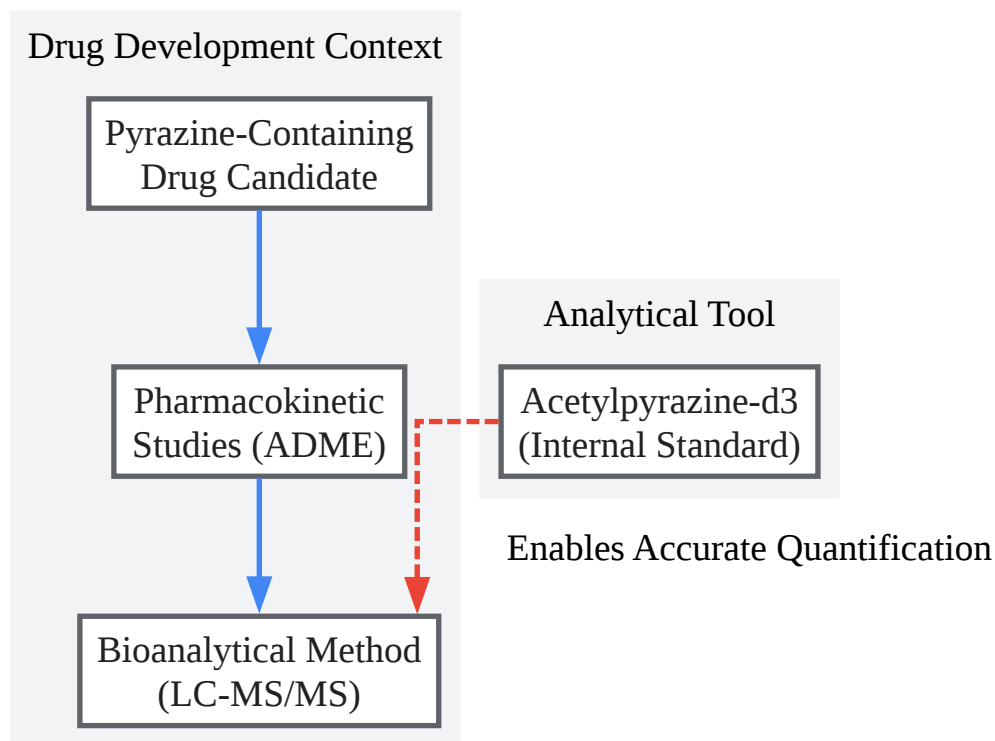 Drug Development Context
Pyrazine-Containing
Drug Candidate
Analytical Tool
Pharmacokinetic
Studies (ADME)
Acetylpyrazine-d3
(Internal Standard)
Enables Accurate Quantification
Bioanalytical Method
(LC-MS/MS)